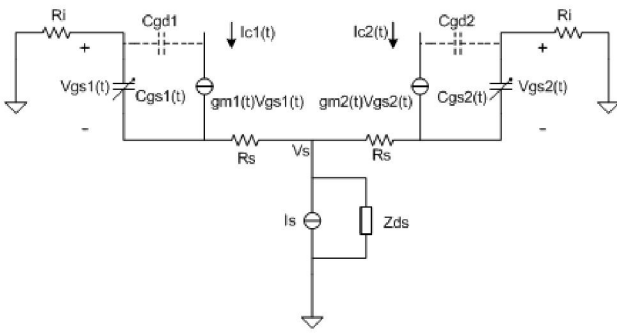 Ri
+
Cgd1
Ic1(t)
Ic2(t)
Cgd2
+
Ri
Vgs1(t)
Cgs1(t)
gm1(t)Vgs1(t)
gm2(t)Vgs2(t)
Cgs2(t)
Vgs2(t)
-
Rs
Vs
Rs
-
Is
Zds